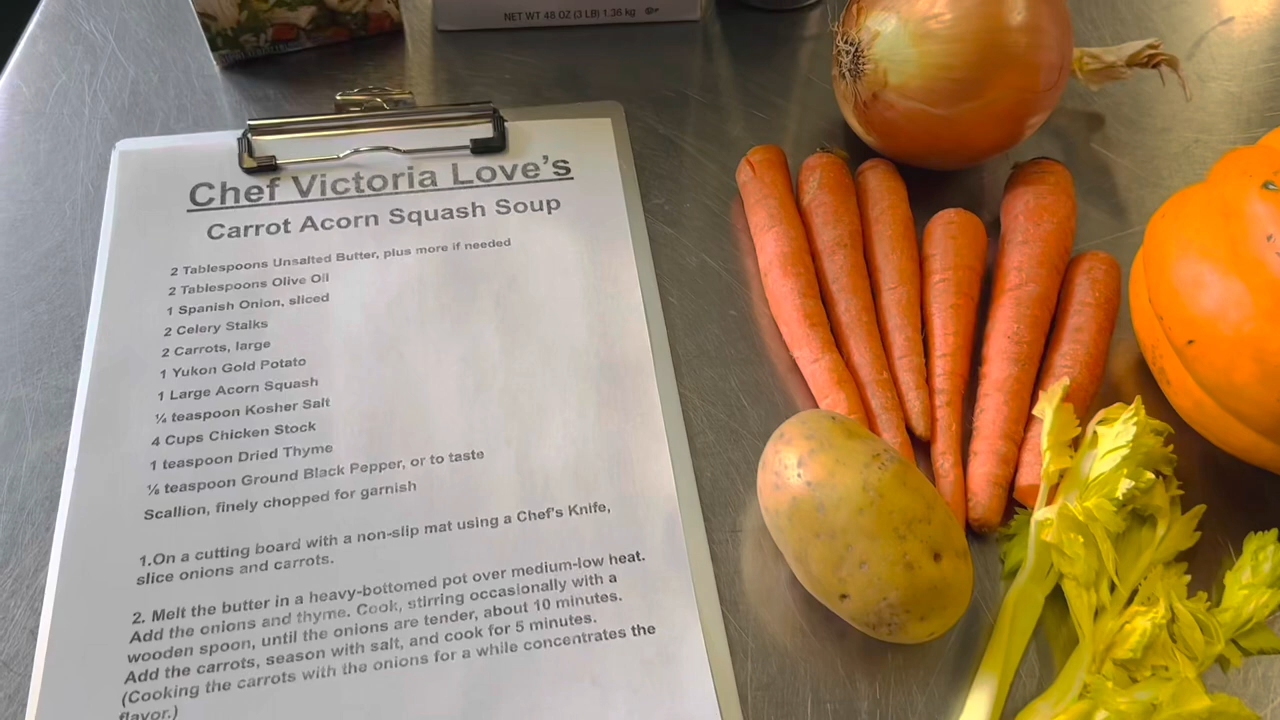 NET WT 48 OZ (3 LB) 1.36 kg
Chef Victoria Love's
Carrot Acorn Squash Soup
2 Tablespoons Unsalted Butter, plus more if needed
2 Tablespoons Olive Oil
1 Spanish Onion, sliced
2 Celery Stalks
2 Carrots, large
1 Yukon Gold Potato
1 Large Acorn Squash
¼ teaspoon Kosher Salt
4 Cups Chicken Stock
1 teaspoon Dried Thyme
⅛ teaspoon Ground Black Pepper, or to taste
Scallion, finely chopped for garnish
1.On a cutting board with a non-slip mat using a Chef's Knife,
slice onions and carrots.
2. Melt the butter in a heavy-bottomed pot over medium-low heat.
Add the onions and thyme. Cook, stirring occasionally with a
wooden spoon, until the onions are tender, about 10 minutes.
Add the carrots, season with salt, and cook for 5 minutes.
(Cooking the carrots with the onions for a while concentrates the
flavor.)